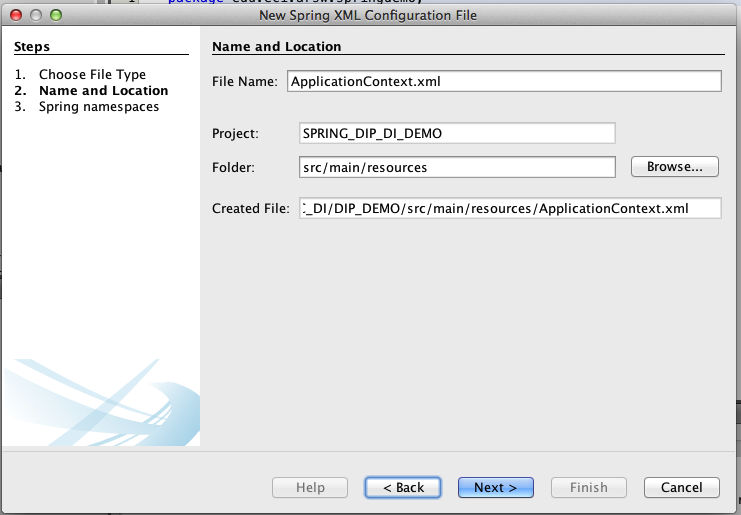 New Spring XML Configuration File
Steps
1. Choose File Type
2. Name and Location
3. Spring namespaces
Name and Location
File Name: ApplicationContext.xml
Project: SPRING_DIP_DI_DEMO
Folder: src/main/resources Browse...
Created File: _DI/DIP_DEMO/src/main/resources/ApplicationContext.xml
Help < Back Next > Finish Cancel